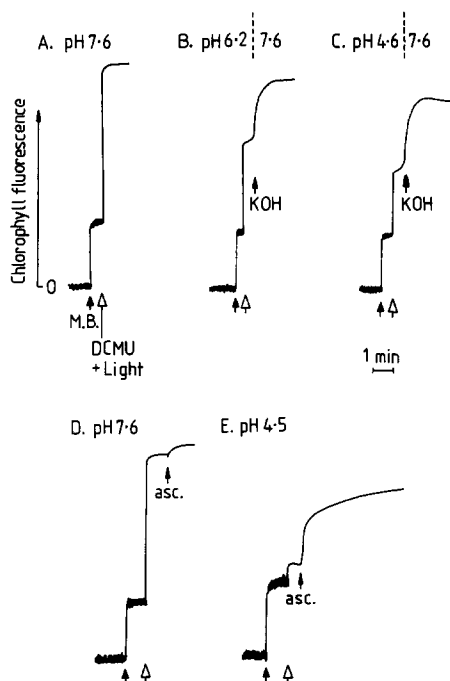 A. pH 7·6
B. pH 6·2 7·6
C. pH 4·6 7·6
Chlorophyll fluorescence
0
M.B.
DCMU
+Light
KOH
KOH
1 min
D. pH 7·6
E. pH 4·5
asc.
asc.